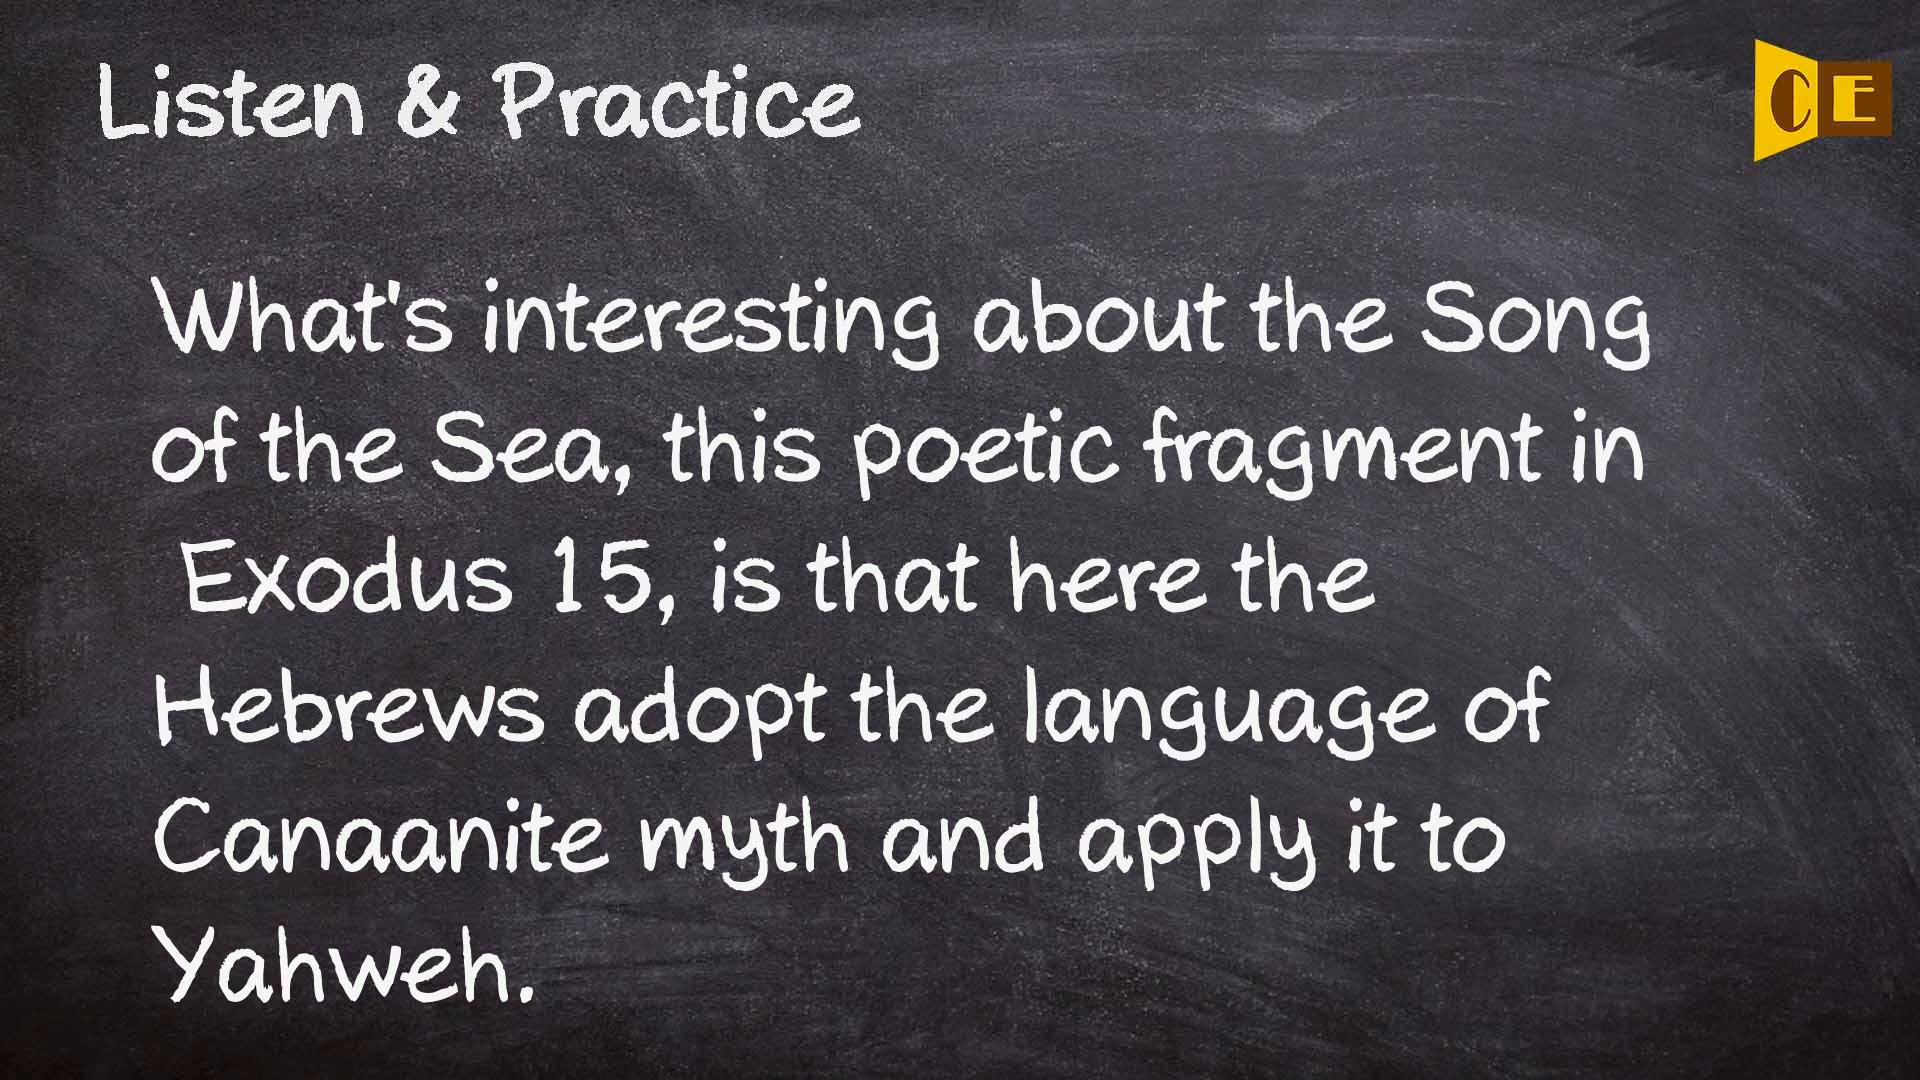 Listen & Practice
CE
What's interesting about the Song
of the Sea, this poetic fragment in
Exodus 15, is that here the
Hebrews adopt the language of
Canaanite myth and apply it to
Yahweh.